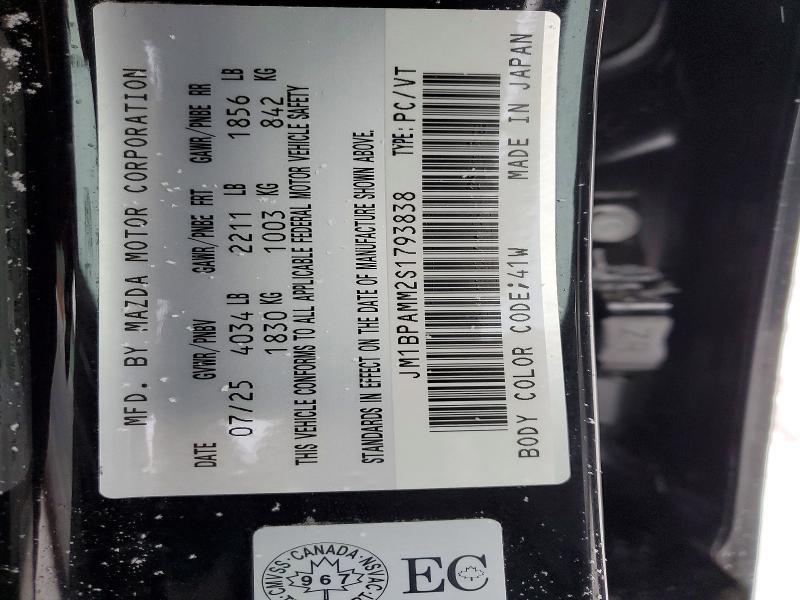 MFD. BY MAZDA MOTOR CORPORATION
DATE GVWR/PNBV GAWR/PNBE FRT GAWR/PNBE RR
07/25 4034 LB 2211 LB 1856 LB
1830 KG 1003 KG 842 KG
THIS VEHICLE CONFORMS TO ALL APPLICABLE FEDERAL MOTOR VEHICLE SAFETY
STANDARDS IN EFFECT ON THE DATE OF MANUFACTURE SHOWN ABOVE.
JM1BPAMM2S1793838 TYPE: PC/VT
BODY COLOR CODE;41W MADE IN JAPAN
CMVSS · CANADA · NSVAC
967
EC